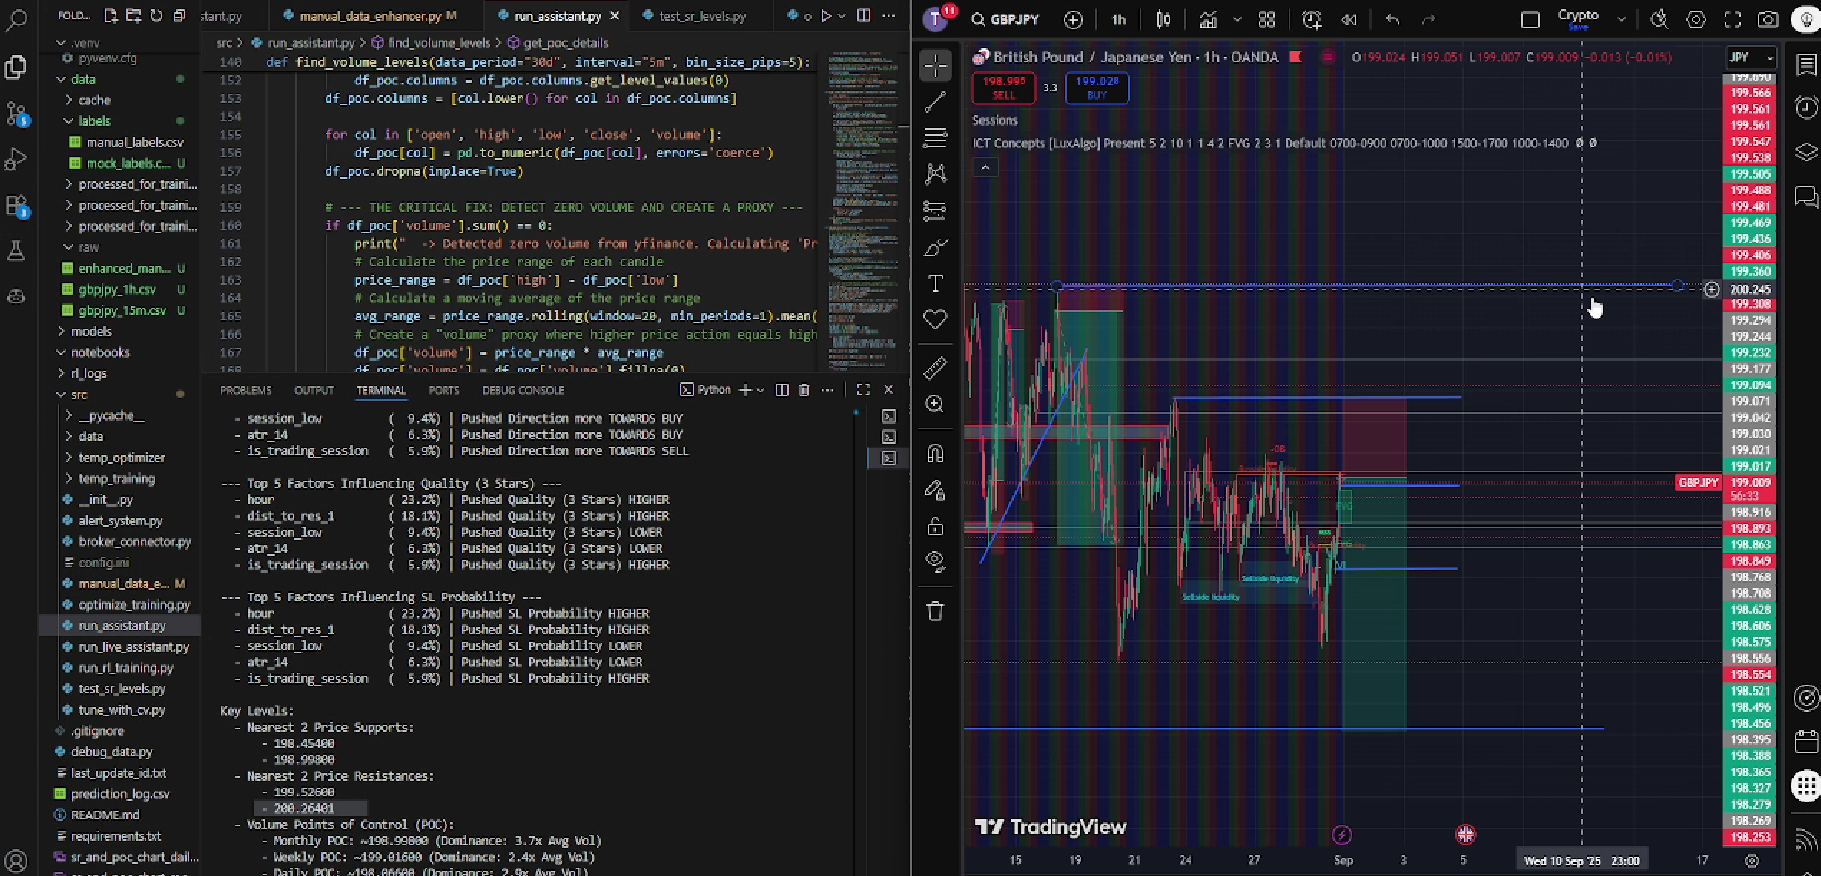 FOLD...
stant.py
manual_data_enhancer.py M
run_assistant.py
test_sr_levels.py
src > run_assistant.py > find_volume_levels > get_poc_details
.venv
pyvenv.cfg
data
cache
labels
manual_labels.csv
mock_labels.c... U
processed_for_traini...
processed_for_traini...
processed_for_traini...
raw
enhanced_man... U
gbpjpy_1h.csv U
gbpjpy_15m.csv U
models
notebooks
rl_logs
src
__pycache__
data
temp_optimizer
temp_training
__init__.py
alert_system.py
broker_connector.py
config.ini
manual_data_e... M
optimize_training.py
run_assistant.py
run_live_assistant.py
run_rl_training.py
test_sr_levels.py
tune_with_cv.py
.gitignore
debug_data.py
last_update_id.txt
prediction_log.csv
README.md
requirements.txt
sr_and_poc_chart_dail...
140 def find_volume_levels(data_period="30d", interval="5m", bin_size_pips=5):
152 df_poc.columns = df_poc.columns.get_level_values(0)
153 df_poc.columns = [col.lower() for col in df_poc.columns]
154
155 for col in ['open', 'high', 'low', 'close', 'volume']:
156 df_poc[col] = pd.to_numeric(df_poc[col], errors='coerce')
157 df_poc.dropna(inplace=True)
158
159 # --- THE CRITICAL FIX: DETECT ZERO VOLUME AND CREATE A PROXY ---
160 if df_poc['volume'].sum() == 0:
161 print(" -> Detected zero volume from yfinance. Calculating 'Pr
162 # Calculate the price range of each candle
163 price_range = df_poc['high'] - df_poc['low']
164 # Calculate a moving average of the price range
165 avg_range = price_range.rolling(window=20, min_periods=1).mean(
166 # Create a "volume" proxy where higher price action equals high
167 df_poc['volume'] = price_range * avg_range
168 df_poc['volume'].fillna(0)
PROBLEMS OUTPUT TERMINAL PORTS DEBUG CONSOLE
Python
- session_low ( 9.4%) | Pushed Direction more TOWARDS BUY
- atr_14 ( 6.3%) | Pushed Direction more TOWARDS BUY
- is_trading_session ( 5.9%) | Pushed Direction more TOWARDS SELL
--- Top 5 Factors Influencing Quality (3 Stars) ---
- hour ( 23.2%) | Pushed Quality (3 Stars) HIGHER
- dist_to_res_1 ( 18.1%) | Pushed Quality (3 Stars) HIGHER
- session_low ( 9.4%) | Pushed Quality (3 Stars) LOWER
- atr_14 ( 6.3%) | Pushed Quality (3 Stars) LOWER
- is_trading_session ( 5.9%) | Pushed Quality (3 Stars) HIGHER
--- Top 5 Factors Influencing SL Probability ---
- hour ( 23.2%) | Pushed SL Probability HIGHER
- dist_to_res_1 ( 18.1%) | Pushed SL Probability HIGHER
- session_low ( 9.4%) | Pushed SL Probability LOWER
- atr_14 ( 6.3%) | Pushed SL Probability LOWER
- is_trading_session ( 5.9%) | Pushed SL Probability HIGHER
Key Levels:
- Nearest 2 Price Supports:
- 198.45400
- 198.99800
- Nearest 2 Price Resistances:
- 199.52600
- 200.26401
- Volume Points of Control (POC):
- Monthly POC: ~198.99000 (Dominance: 3.7x Avg Vol)
- Weekly POC: ~199.01600 (Dominance: 2.4x Avg Vol)
- Daily POC: ~198.06600 (Dominance: 2.9x Avg Vol)
T 11
GBPJPY
1h
Crypto
Save
British Pound / Japanese Yen · 1h · OANDA
O199.024 H199.051 L199.007 C199.009 -0.013 (-0.01%)
JPY
198.995 SELL
3.3
199.028 BUY
Sessions
ICT Concepts [LuxAlgo] Present 5 2 10 1 1 4 2 FVG 2 3 1 Default 0700-0900 0700-1000 1500-1700 1000-1400 ∅ ∅
-OB
FVG
Sellside liquidity
Sellside liquidity
199.566
199.561
199.561
199.547
199.538
199.505
199.488
199.481
199.469
199.436
199.406
199.360
200.245
199.308
199.294
199.244
199.232
199.177
199.094
199.071
199.042
199.030
199.021
199.017
GBPJPY 199.009
56:33
198.916
198.893
198.863
198.849
198.768
198.708
198.628
198.606
198.575
198.556
198.554
198.521
198.496
198.456
198.395
198.388
198.365
198.327
198.279
198.269
198.253
TradingView
15 19 21 24 27 Sep 3 5 Wed 10 Sep '25 23:00 17